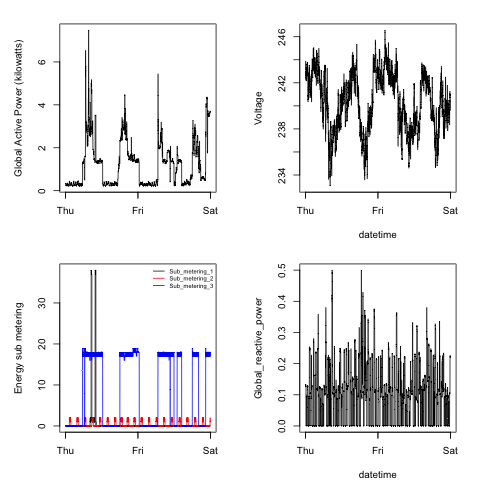 Global Active Power (kilowatts)
0 2 4 6
Thu Fri Sat
Voltage
234 238 242 246
Thu Fri Sat
datetime
Energy sub metering
0 10 20 30
Sub_metering_1
Sub_metering_2
Sub_metering_3
Thu Fri Sat
Global_reactive_power
0.0 0.1 0.2 0.3 0.4 0.5
Thu Fri Sat
datetime